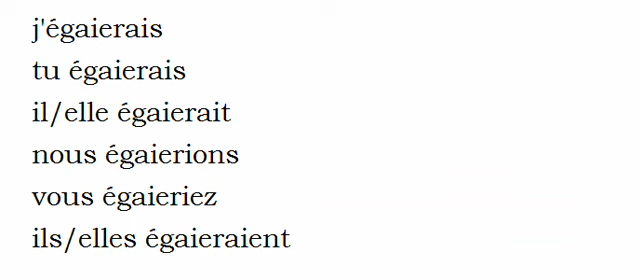 j'égaierais
tu égaierais
il/elle égaierait
nous égaierions
vous égaieriez
ils/elles égaieraient